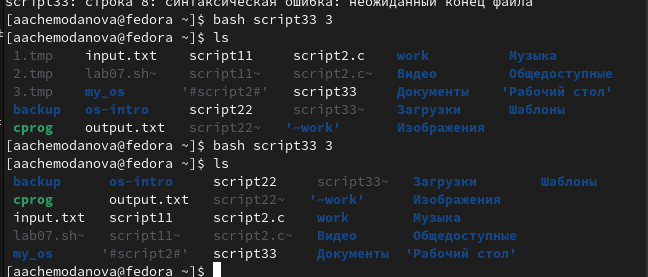 script33: строка 8: синтаксическая ошибка: неожиданный конец файла
[aachemodanova@fedora ~]$ bash script33 3
[aachemodanova@fedora ~]$ ls
1.tmp input.txt script11 script2.c work Музыка
2.tmp lab07.sh~ script11~ script2.c~ Видео Общедоступные
3.tmp my_os '#script2#' script33 Документы 'Рабочий стол'
backup os-intro script22 script33~ Загрузки Шаблоны
cprog output.txt script22~ '~work' Изображения
[aachemodanova@fedora ~]$ bash script33 3
[aachemodanova@fedora ~]$ ls
backup os-intro script22 script33~ Загрузки Шаблоны
cprog output.txt script22~ '~work' Изображения
input.txt script11 script2.c work Музыка
lab07.sh~ script11~ script2.c~ Видео Общедоступные
my_os '#script2#' script33 Документы 'Рабочий стол'
[aachemodanova@fedora ~]$